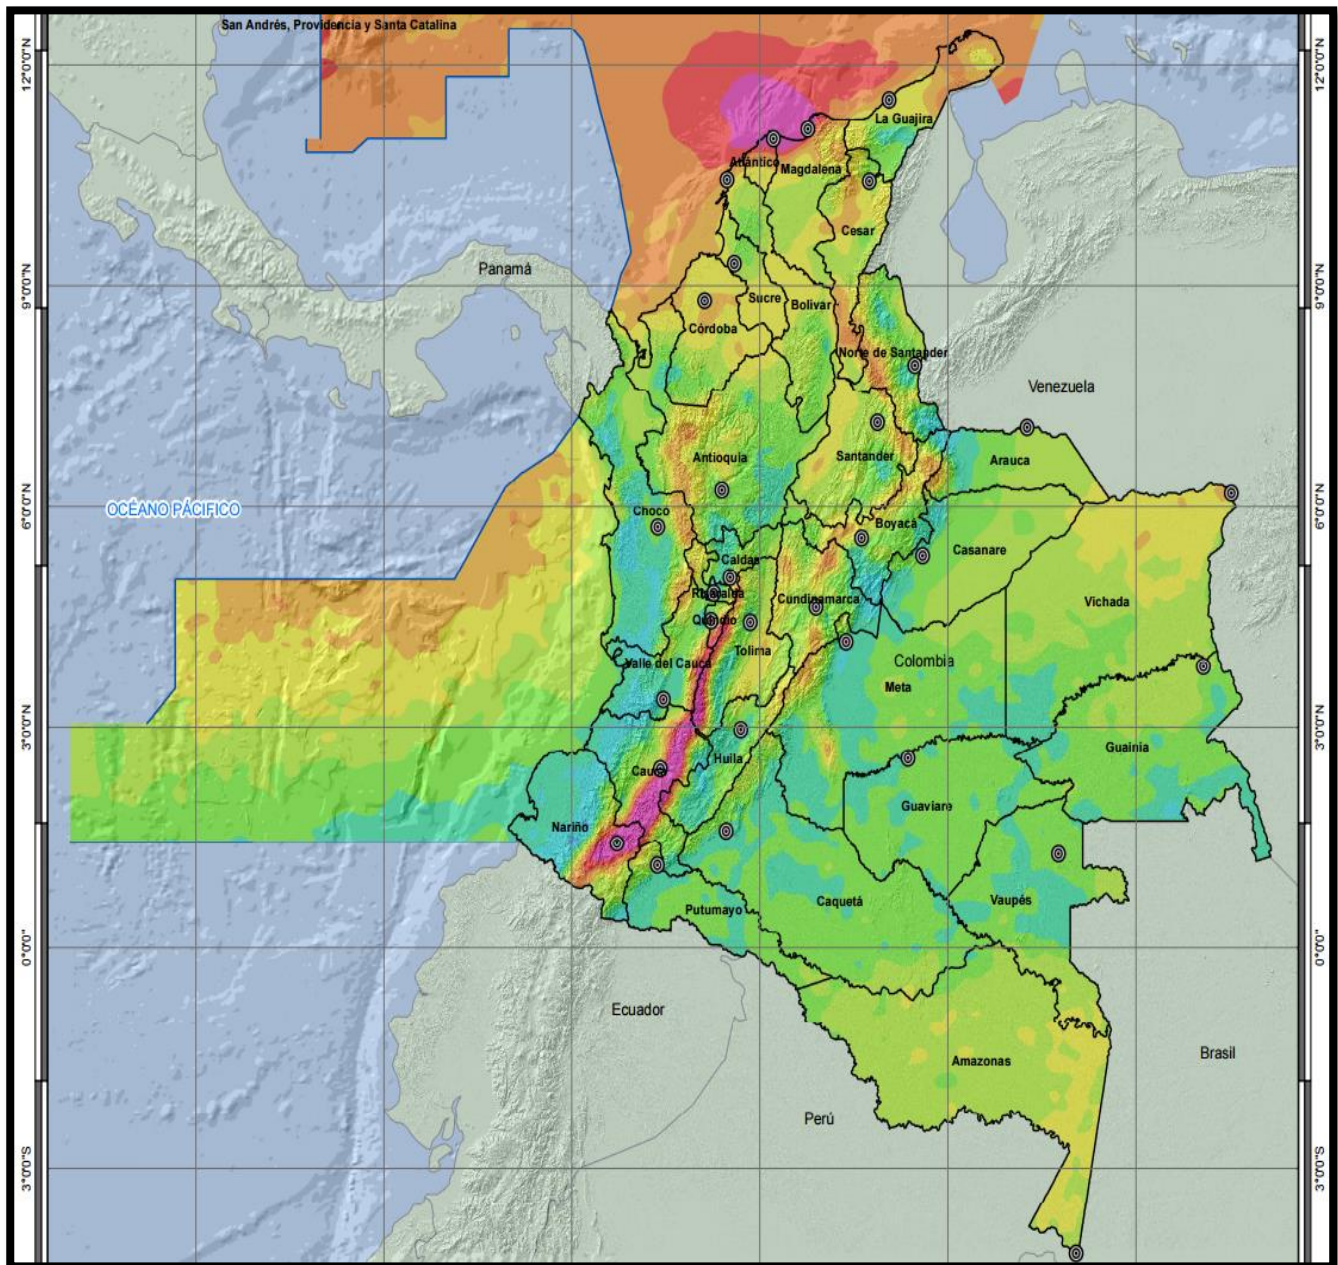 San Andrés, Providencia y Santa Catalina
12°0'0"N
12°0'0"N
La Guajira
Atlántico
Magdalena
Cesar
Panamá
9°0'0"N
9°0'0"N
Sucre
Bolivar
Córdoba
Norte de Santander
Venezuela
Antioquia
Santander
Arauca
OCÉANO PÁCIFICO
6°0'0"N
6°0'0"N
Chocó
Boyacá
Casanare
Caldas
Risaralda
Cundinamarca
Vichada
Quindio
Tolima
Valle del Cauca
Colombia
Meta
3°0'0"N
3°0'0"N
Guainia
Huila
Cauca
Guaviare
Nariño
Caquetá
Vaupés
Putumayo
0°0'0"
0°0'0"
Ecuador
Amazonas
Brasil
Perú
3°0'0"S
3°0'0"S